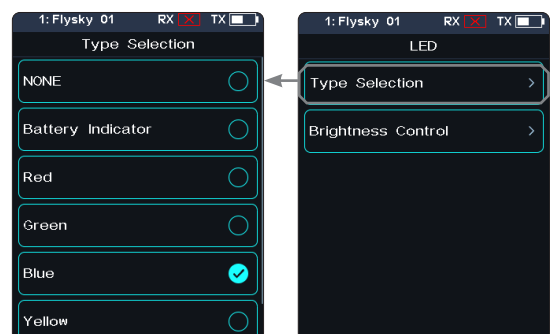 1: Flysky 01 RX TX
Type Selection
NONE
Battery Indicator
Red
Green
Blue
Yellow
1: Flysky 01 RX TX
LED
Type Selection
Brightness Control